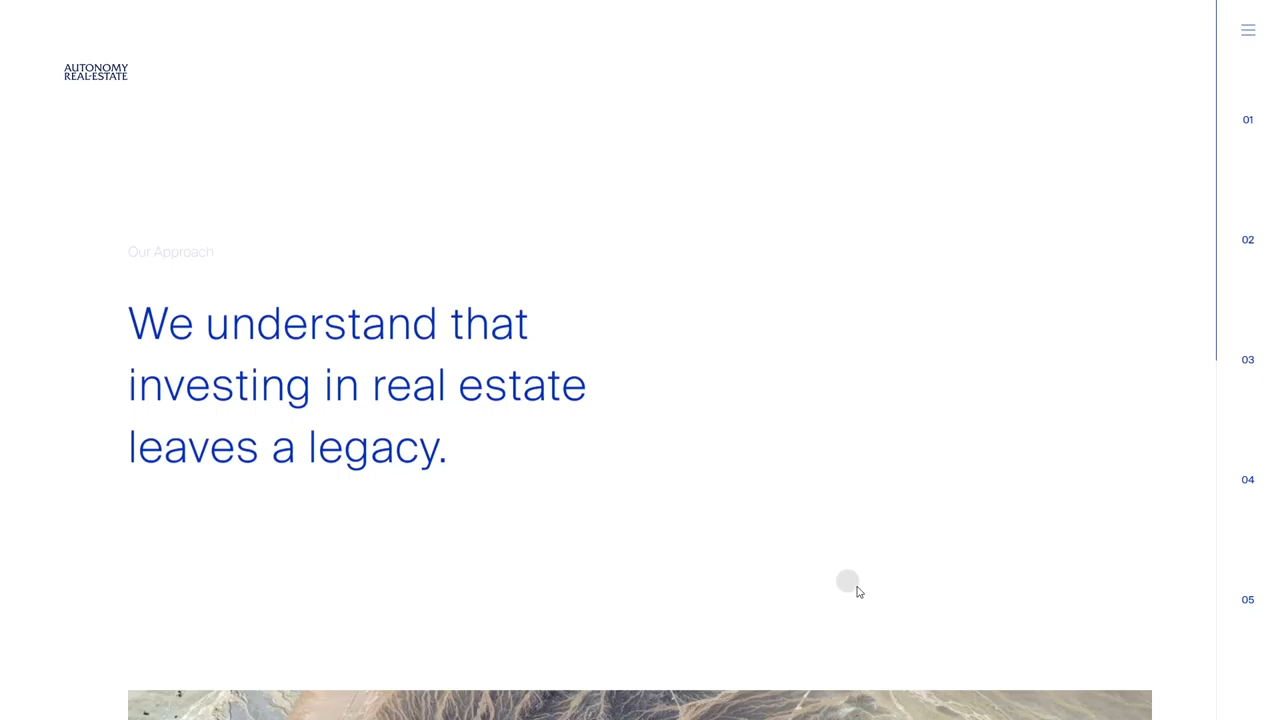 AUTONOMY
REAL-ESTATE
01
02
Our Approach
We understand that
investing in real estate
leaves a legacy.
03
04
05